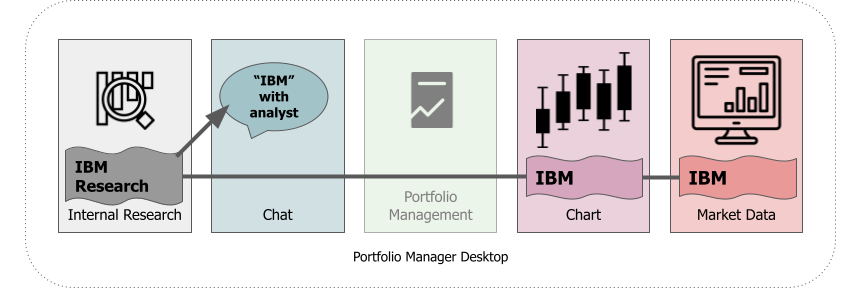 “IBM”
with
analyst
IBM
Research
IBM
IBM
Internal Research
Chat
Portfolio
Management
Chart
Market Data
Portfolio Manager Desktop